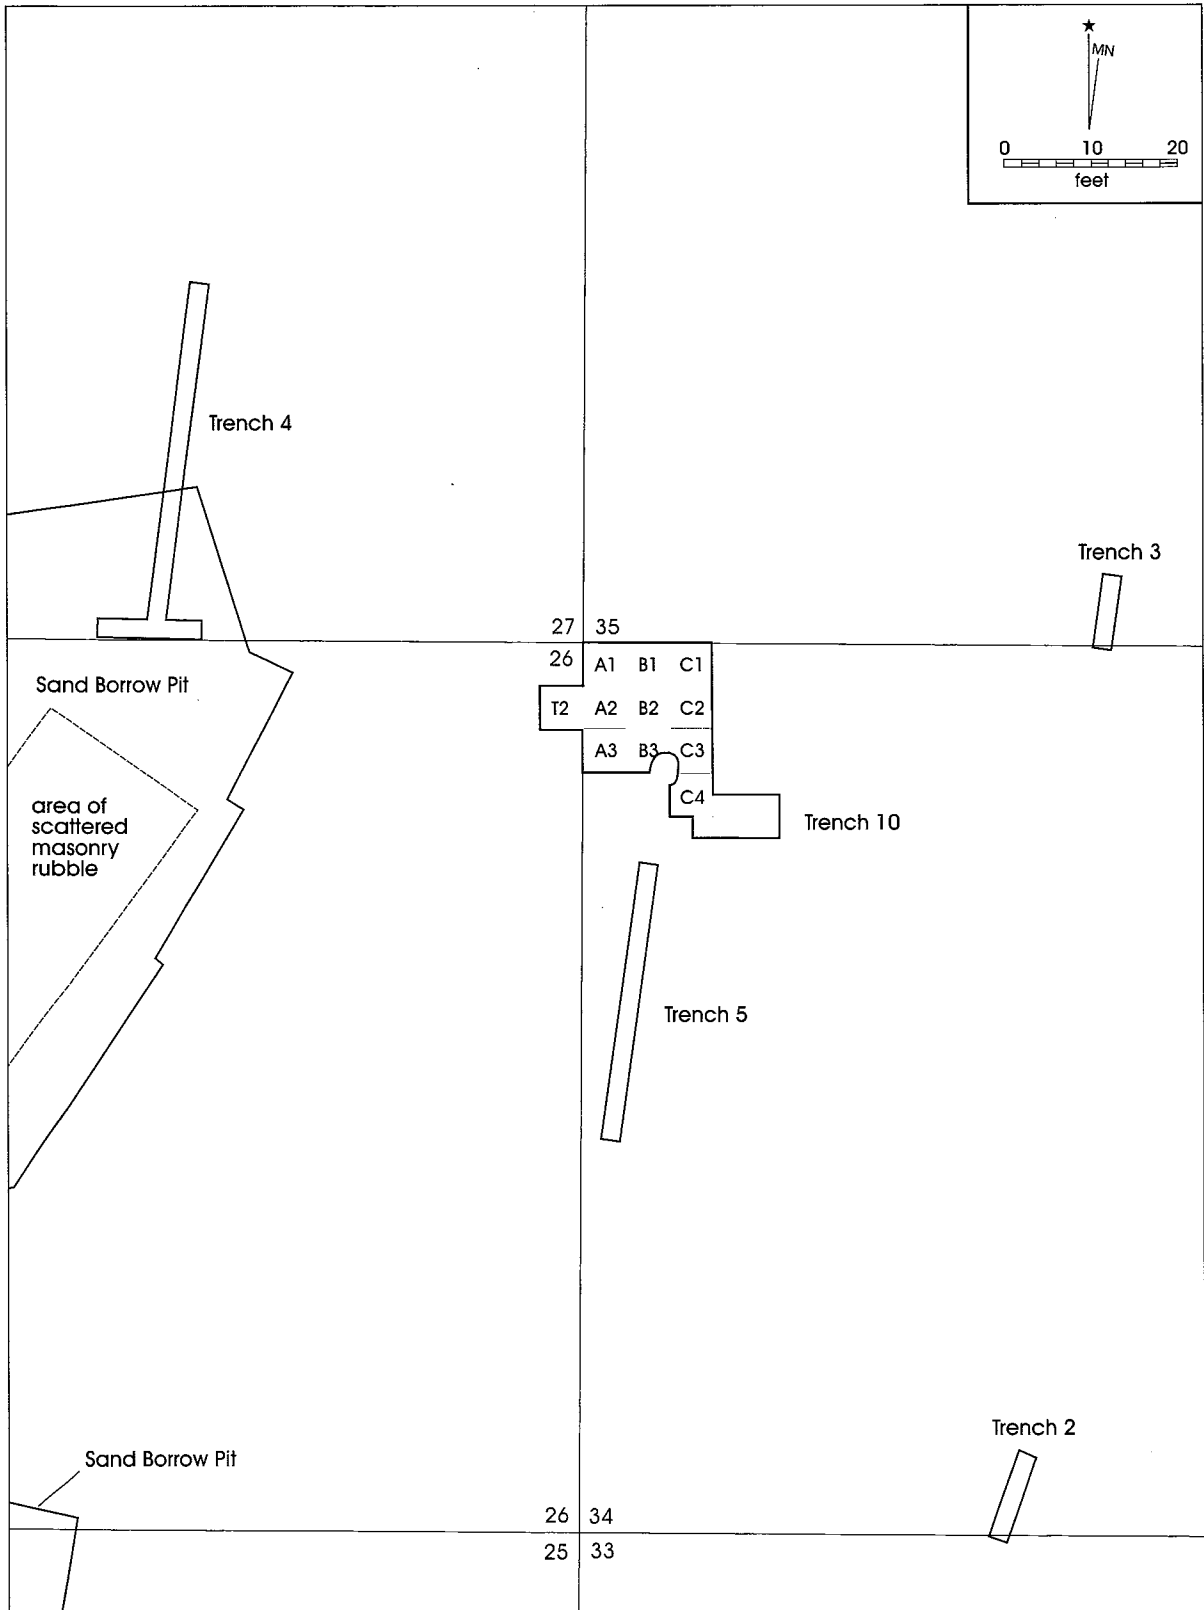 MN
0 10 20
feet
Trench 4
Trench 3
27 35
26
A1 B1 C1
Sand Borrow Pit
T2 A2 B2 C2
A3 B3 C3
C4
area of
scattered
masonry
rubble
Trench 10
Trench 5
Trench 2
Sand Borrow Pit
26 34
25 33